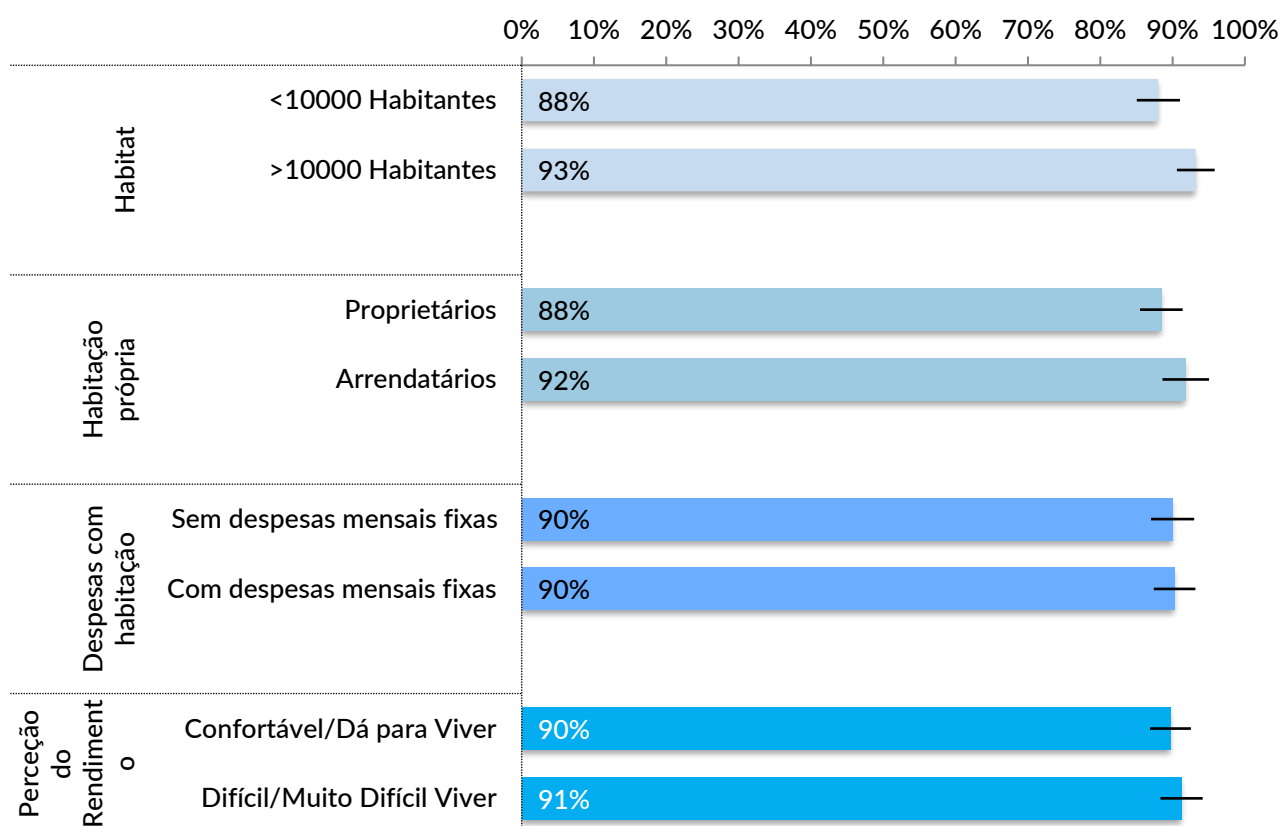 0% 10% 20% 30% 40% 50% 60% 70% 80% 90% 100%
Habitat
<10000 Habitantes 88%
>10000 Habitantes 93%
Habitação
própria
Proprietários 88%
Arrendatários 92%
Despesas com
habitação
Sem despesas mensais fixas 90%
Com despesas mensais fixas 90%
Perceção
do
Rendiment
o
Confortável/Dá para Viver 90%
Difícil/Muito Difícil Viver 91%